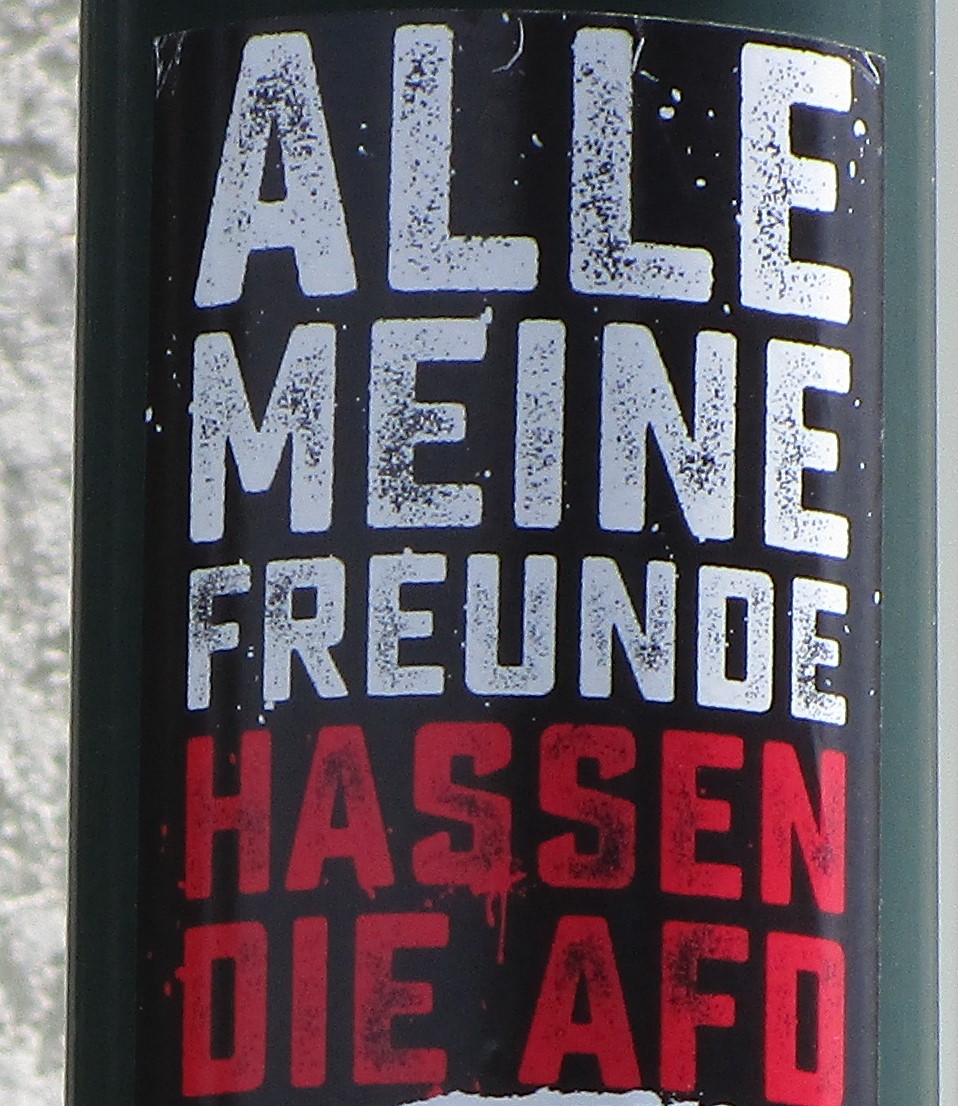 ALLE
MEINE
FREUNDE
HASSEN
DIE AFD